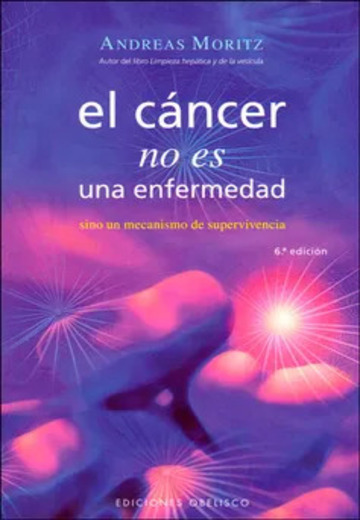 ANDREAS MORITZ
Autor del libro Limpieza hepática y de la vesícula
el cáncer
no es
una enfermedad
sino un mecanismo de supervivencia
6.ª edición
EDICIONES OBELISCO